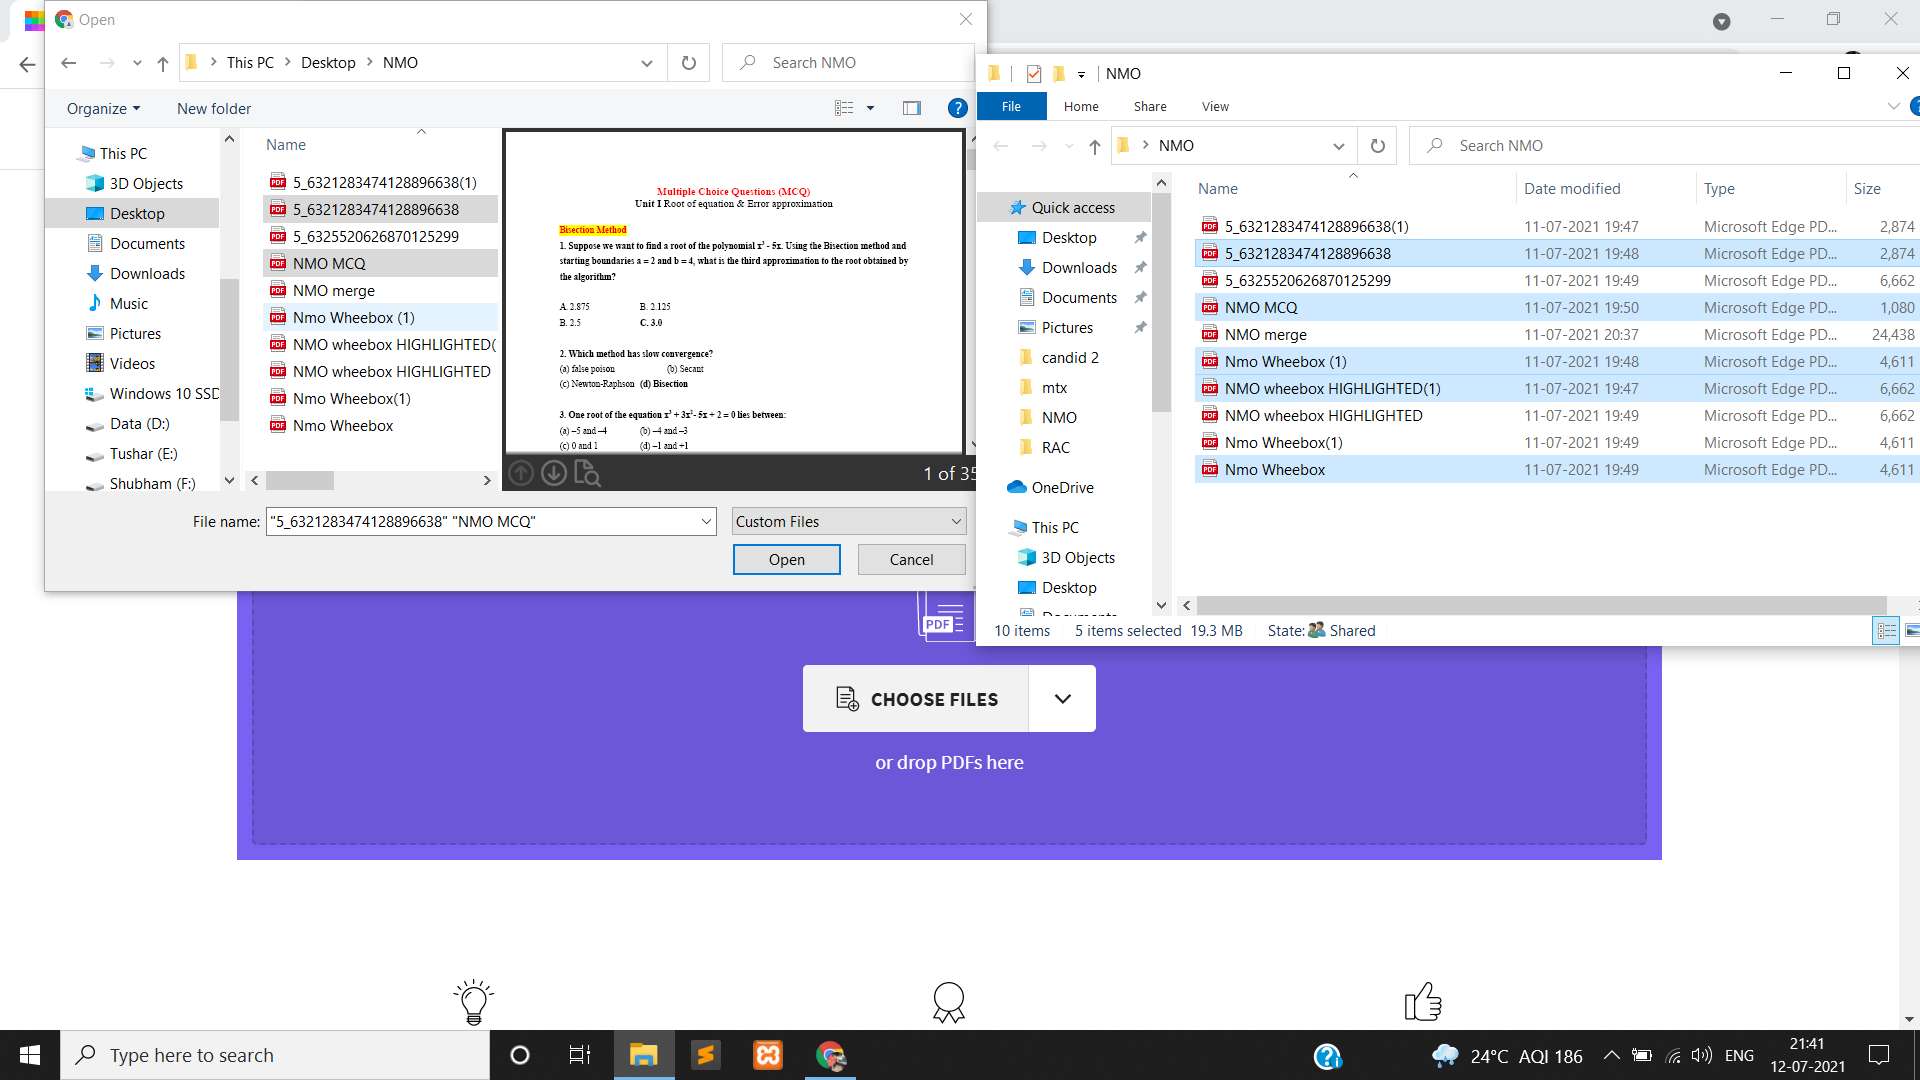 Open
This PC > Desktop > NMO
Search NMO
Organize
New folder
This PC
3D Objects
Desktop
Documents
Downloads
Music
Pictures
Videos
Windows 10 SSD
Data (D:)
Tushar (E:)
Shubham (F:)
Name
5_6321283474128896638(1)
5_6321283474128896638
5_6325520626870125299
NMO MCQ
NMO merge
Nmo Wheebox (1)
NMO wheebox HIGHLIGHTED(
NMO wheebox HIGHLIGHTED
Nmo Wheebox(1)
Nmo Wheebox
Multiple Choice Questions (MCQ)
Unit I Root of equation & Error approximation
Bisection Method
1. Suppose we want to find a root of the polynomial x³ - 5x. Using the Bisection method and
starting boundaries a = 2 and b = 4, what is the third approximation to the root obtained by
the algorithm?
A. 2.875 B. 2.125
B. 2.5 C. 3.0
2. Which method has slow convergence?
(a) false poison (b) Secant
(c) Newton-Raphson (d) Bisection
3. One root of the equation x³ + 3x²- 5x + 2 = 0 lies between:
(a) –5 and –4 (b) –4 and –3
(c) 0 and 1 (d) –1 and +1
1 of 35
File name: "5_6321283474128896638" "NMO MCQ"
Custom Files
Open
Cancel
NMO
File
Home
Share
View
NMO
Search NMO
Quick access
Desktop
Downloads
Documents
Pictures
candid 2
mtx
NMO
RAC
OneDrive
This PC
3D Objects
Desktop
Name Date modified Type Size
5_6321283474128896638(1) 11-07-2021 19:47 Microsoft Edge PD... 2,874
5_6321283474128896638 11-07-2021 19:48 Microsoft Edge PD... 2,874
5_6325520626870125299 11-07-2021 19:49 Microsoft Edge PD... 6,662
NMO MCQ 11-07-2021 19:50 Microsoft Edge PD... 1,080
NMO merge 11-07-2021 20:37 Microsoft Edge PD... 24,438
Nmo Wheebox (1) 11-07-2021 19:48 Microsoft Edge PD... 4,611
NMO wheebox HIGHLIGHTED(1) 11-07-2021 19:47 Microsoft Edge PD... 6,662
NMO wheebox HIGHLIGHTED 11-07-2021 19:49 Microsoft Edge PD... 6,662
Nmo Wheebox(1) 11-07-2021 19:49 Microsoft Edge PD... 4,611
Nmo Wheebox 11-07-2021 19:49 Microsoft Edge PD... 4,611
10 items 5 items selected 19.3 MB State: Shared
PDF
CHOOSE FILES
or drop PDFs here
Type here to search
24°C AQI 186
ENG
21:41
12-07-2021